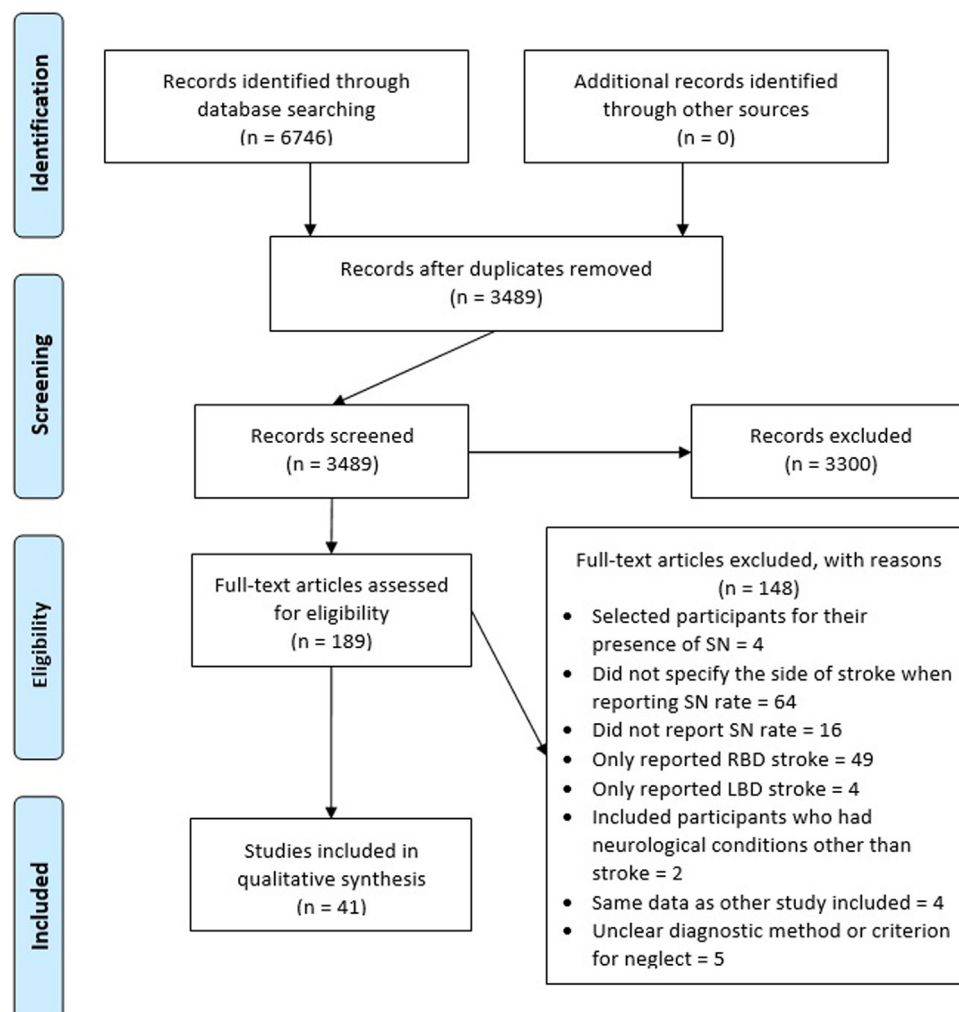 Identification
Records identified through
database searching
(n = 6746)
Additional records identified
through other sources
(n = 0)
Records after duplicates removed
(n = 3489)
Screening
Records screened
(n = 3489)
Records excluded
(n = 3300)
Eligibility
Full-text articles assessed
for eligibility
(n = 189)
Full-text articles excluded, with reasons
(n = 148)
• Selected participants for their
presence of SN = 4
• Did not specify the side of stroke when
reporting SN rate = 64
• Did not report SN rate = 16
• Only reported RBD stroke = 49
• Only reported LBD stroke = 4
• Included participants who had
neurological conditions other than
stroke = 2
• Same data as other study included = 4
• Unclear diagnostic method or criterion
for neglect = 5
Included
Studies included in
qualitative synthesis
(n = 41)